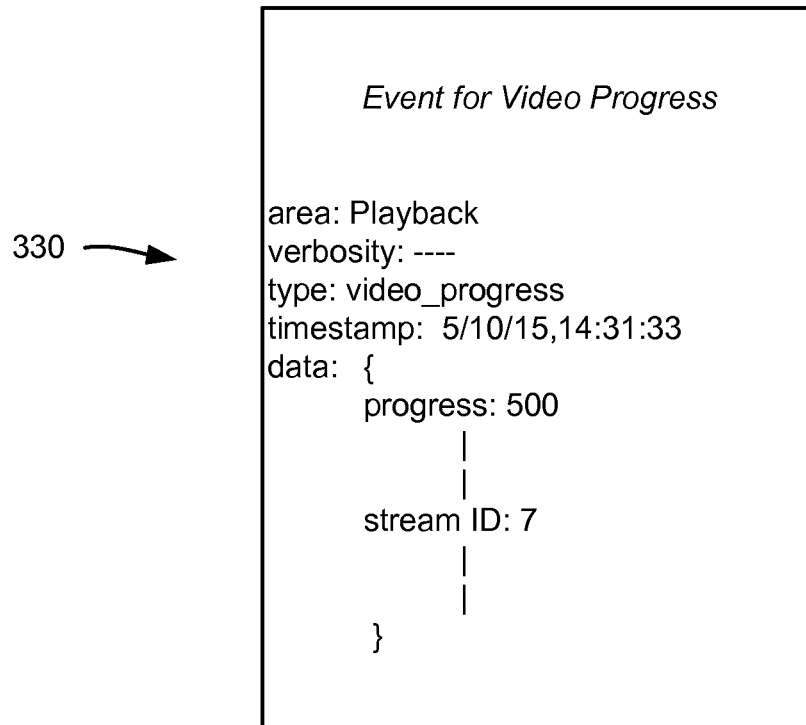 Event for Video Progress
area: Playback
330
verbosity: ----
type: video_progress
timestamp: 5/10/15,14:31:33
data: {
progress: 500
|
|
stream ID: 7
|
|
}